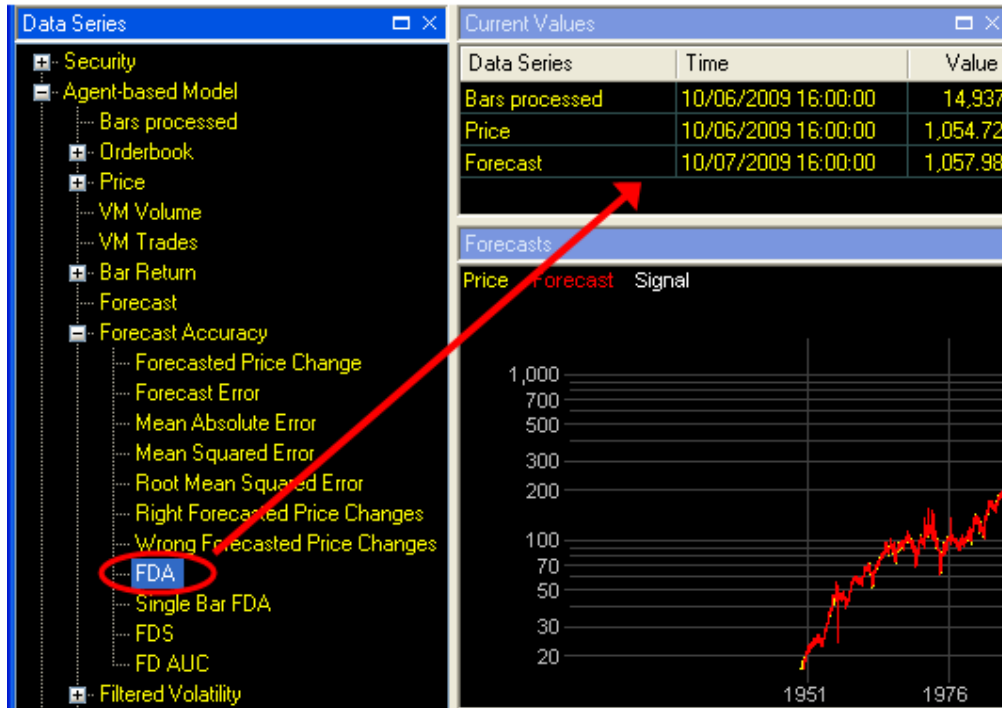 Data Series
Security
Agent-based Model
Bars processed
Orderbook
Price
VM Volume
VM Trades
Bar Return
Forecast
Forecast Accuracy
Forecasted Price Change
Forecast Error
Mean Absolute Error
Mean Squared Error
Root Mean Squared Error
Right Forecasted Price Changes
Wrong Forecasted Price Changes
FDA
Single Bar FDA
FDS
FD AUC
Filtered Volatility
Current Values
Data Series Time Value
Bars processed 10/06/2009 16:00:00 14,937
Price 10/06/2009 16:00:00 1,054.72
Forecast 10/07/2009 16:00:00 1,057.98
Forecasts
Price Forecast Signal
1,000
700
500
300
200
100
70
50
30
20
1951 1976